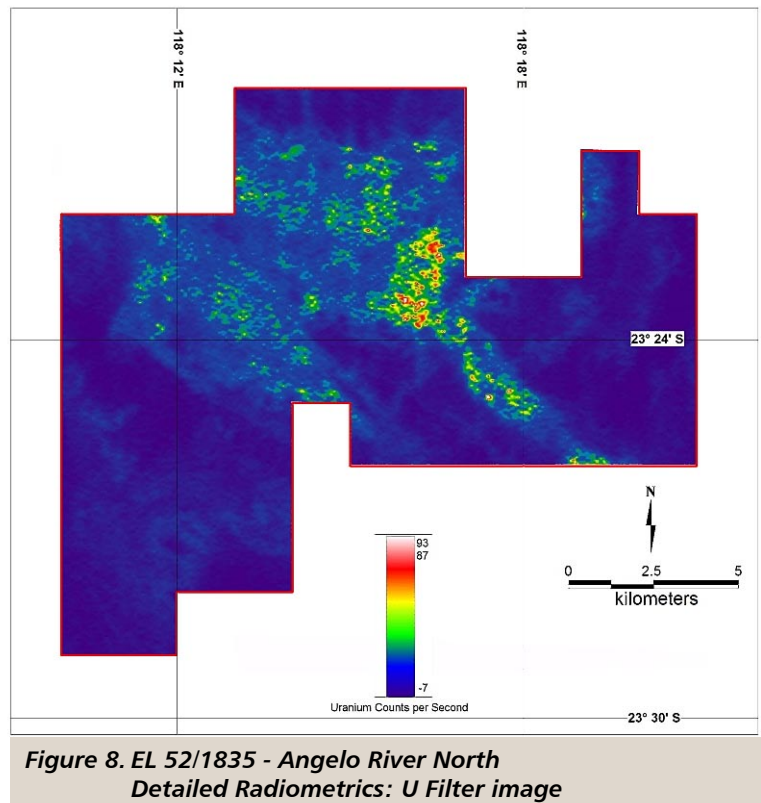 118° 12' E
118° 18' E
23° 24' S
N
0 2.5 5
kilometers
93
87
-7
Uranium Counts per Second
23° 30' S
Figure 8. EL 52/1835 - Angelo River North
Detailed Radiometrics: U Filter image